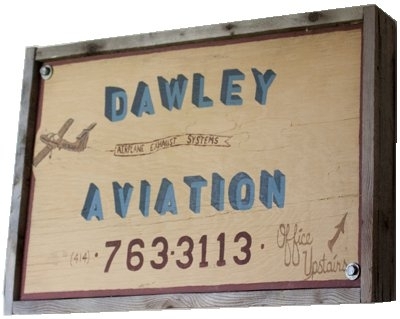 DAWLEY
AIRPLANE EXHAUST SYSTEMS
AVIATION
(414) · 763·3113 ·
Office
Upstairs